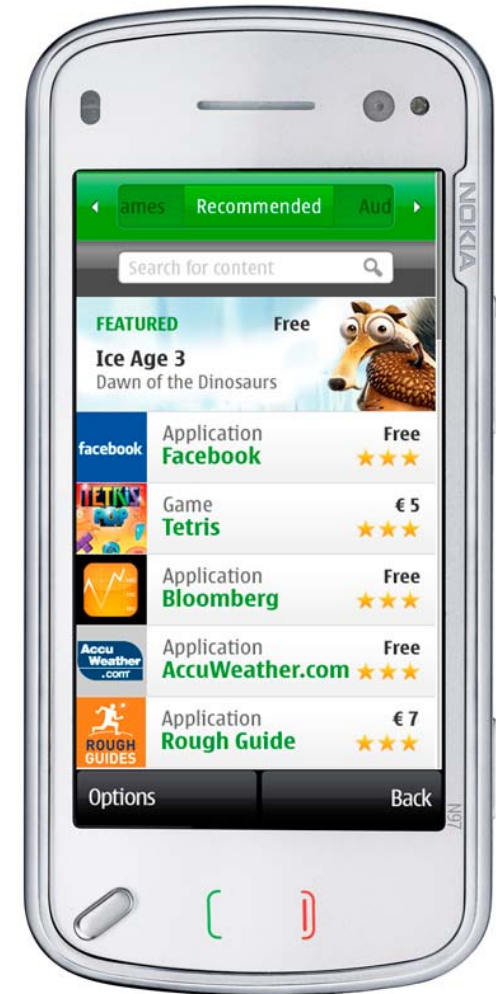 NOKIA
ames Recommended Aud
Search for content
FEATURED Free
Ice Age 3
Dawn of the Dinosaurs
facebook
Application Free
Facebook
TETRIS
POP
Game € 5
Tetris
Application Free
Bloomberg
Accu
Weather
.com
Application Free
AccuWeather.com
ROUGH
GUIDES
Application € 7
Rough Guide
Options Back
N97